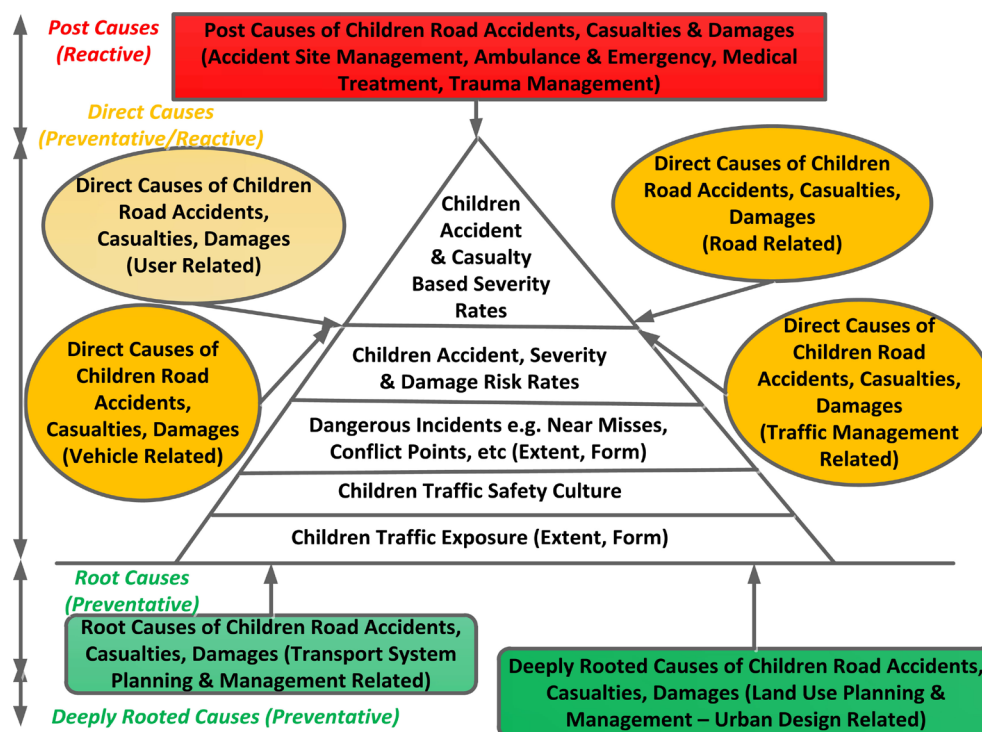 Post Causes
(Reactive)
Post Causes of Children Road Accidents, Casualties & Damages
(Accident Site Management, Ambulance & Emergency, Medical
Treatment, Trauma Management)
Direct Causes
(Preventative/Reactive)
Direct Causes of Children
Road Accidents,
Casualties, Damages
(User Related)
Direct Causes of Children
Road Accidents, Casualties,
Damages
(Road Related)
Children
Accident
& Casualty
Based Severity
Rates
Direct Causes of
Children Road
Accidents,
Casualties, Damages
(Vehicle Related)
Direct Causes of
Children Road
Accidents, Casualties,
Damages
(Traffic Management
Related)
Children Accident, Severity
& Damage Risk Rates
Dangerous Incidents e.g. Near Misses,
Conflict Points, etc (Extent, Form)
Children Traffic Safety Culture
Children Traffic Exposure (Extent, Form)
Root Causes
(Preventative)
Root Causes of Children Road Accidents,
Casualties, Damages (Transport System
Planning & Management Related)
Deeply Rooted Causes of Children Road Accidents,
Casualties, Damages (Land Use Planning &
Management – Urban Design Related)
Deeply Rooted Causes (Preventative)